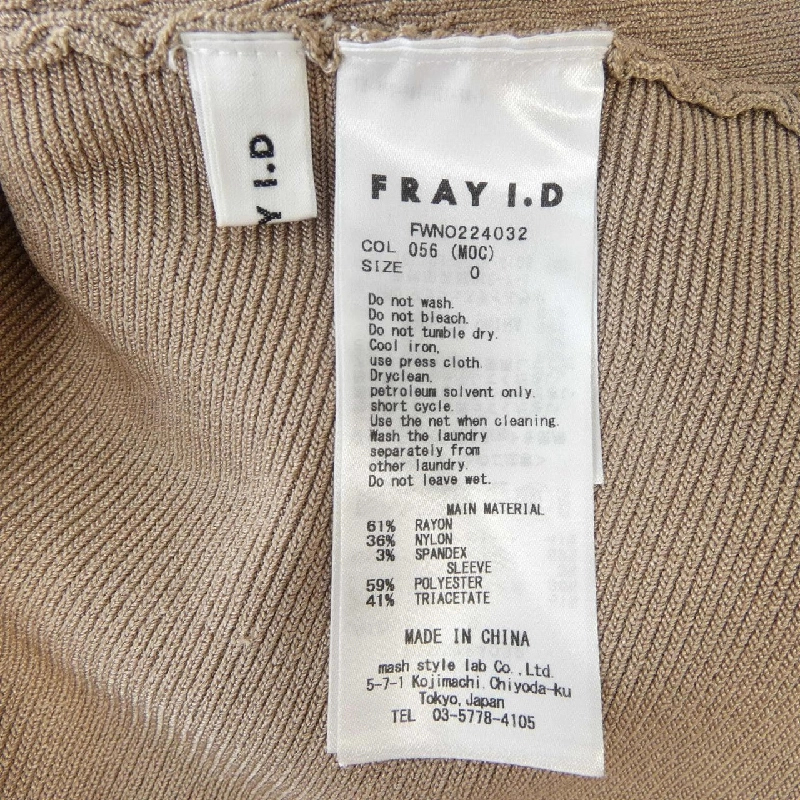 Y I.D
FRAY I.D
FWNO224032
COL 056 (MOC)
SIZE 0
Do not wash.
Do not bleach.
Do not tumble dry.
Cool iron,
use press cloth.
Dryclean,
petroleum solvent only.
short cycle.
Use the net when cleaning.
Wash the laundry
separately from
other laundry.
Do not leave wet.
MAIN MATERIAL
61% RAYON
36% NYLON
3% SPANDEX
SLEEVE
59% POLYESTER
41% TRIACETATE
MADE IN CHINA
mash style lab Co.,Ltd.
5-7-1 Kojimachi.Chiyoda-ku
Tokyo,Japan
TEL 03-5778-4105